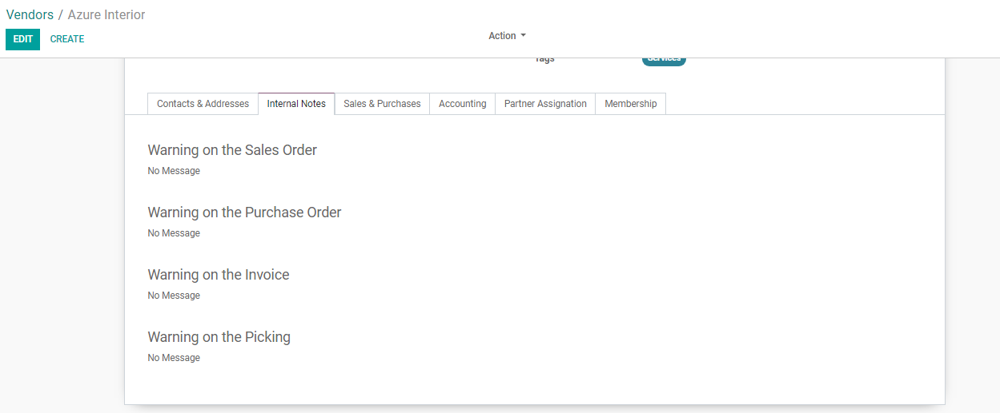 Vendors / Azure Interior
EDIT CREATE Action
Tags Services
Contacts & Addresses Internal Notes Sales & Purchases Accounting Partner Assignation Membership
Warning on the Sales Order
No Message
Warning on the Purchase Order
No Message
Warning on the Invoice
No Message
Warning on the Picking
No Message